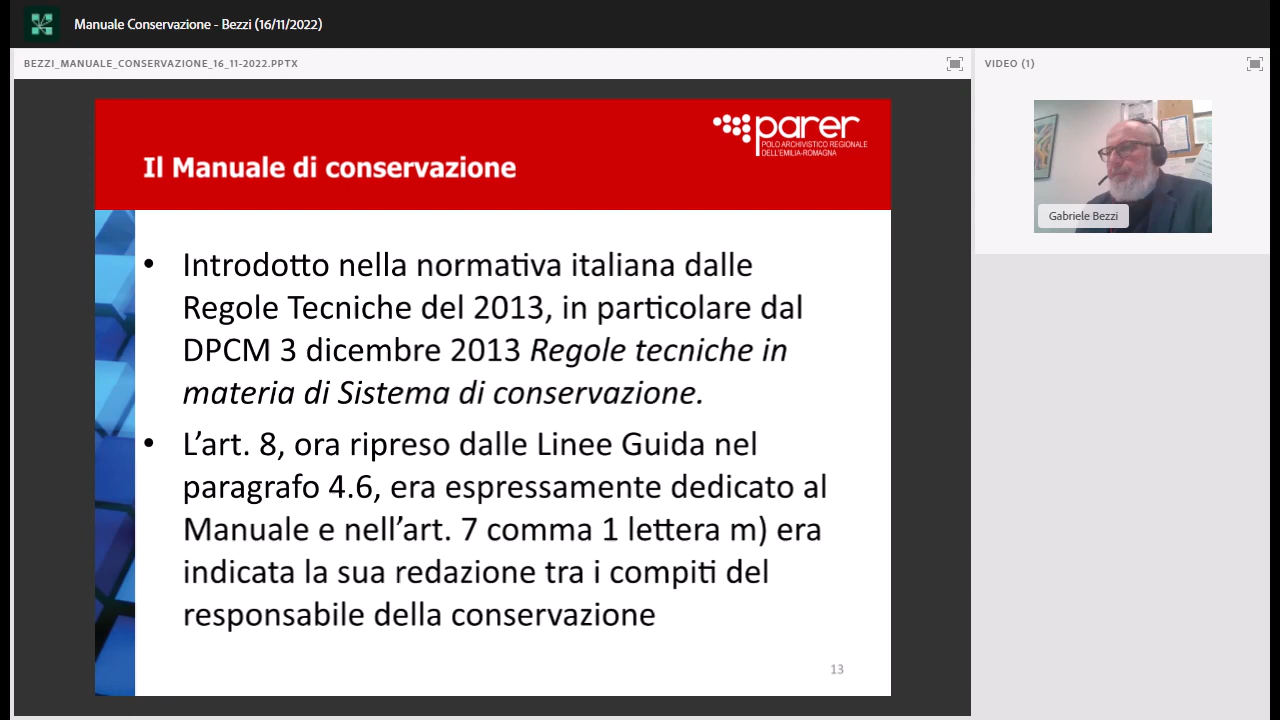 Manuale Conservazione - Bezzi (16/11/2022)
BEZZI_MANUALE_CONSERVAZIONE_16_11-2022.PPTX
VIDEO (1)
parer
POLO ARCHIVISTICO REGIONALE
DELL'EMILIA-ROMAGNA
Il Manuale di conservazione
• Introdotto nella normativa italiana dalle
Regole Tecniche del 2013, in particolare dal
DPCM 3 dicembre 2013 Regole tecniche in
materia di Sistema di conservazione.
• L'art. 8, ora ripreso dalle Linee Guida nel
paragrafo 4.6, era espressamente dedicato al
Manuale e nell'art. 7 comma 1 lettera m) era
indicata la sua redazione tra i compiti del
responsabile della conservazione
13
Gabriele Bezzi